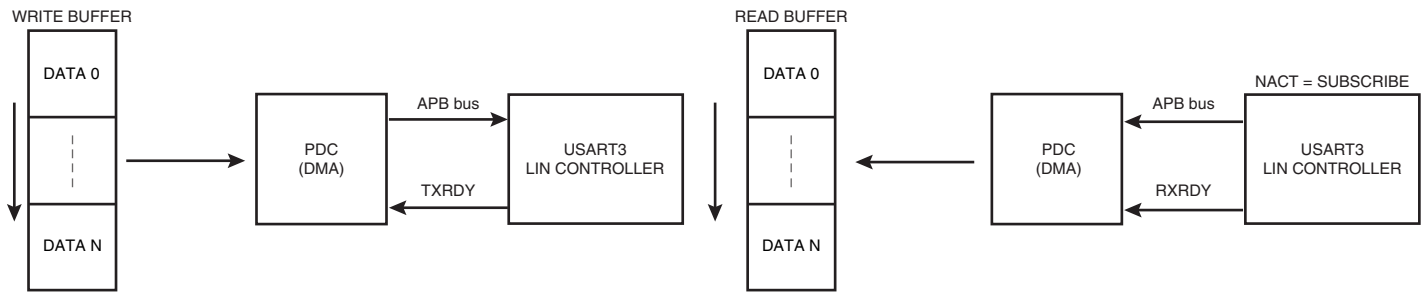 WRITE BUFFER
DATA 0
DATA N
PDC
(DMA)
APB bus
TXRDY
USART3
LIN CONTROLLER
READ BUFFER
DATA 0
DATA N
PDC
(DMA)
APB bus
RXRDY
NACT = SUBSCRIBE
USART3
LIN CONTROLLER